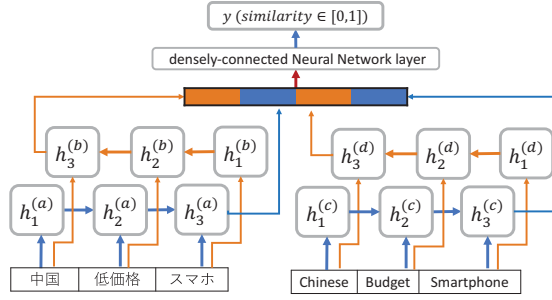 y (similarity ∈ [0,1])
densely-connected Neural Network layer
h₃⁽ᵇ⁾ h₂⁽ᵇ⁾ h₁⁽ᵇ⁾ h₃⁽ᵈ⁾ h₂⁽ᵈ⁾ h₁⁽ᵈ⁾
h₁⁽ᵃ⁾ h₂⁽ᵃ⁾ h₃⁽ᵃ⁾ h₁⁽ᶜ⁾ h₂⁽ᶜ⁾ h₃⁽ᶜ⁾
中国 低価格 スマホ Chinese Budget Smartphone